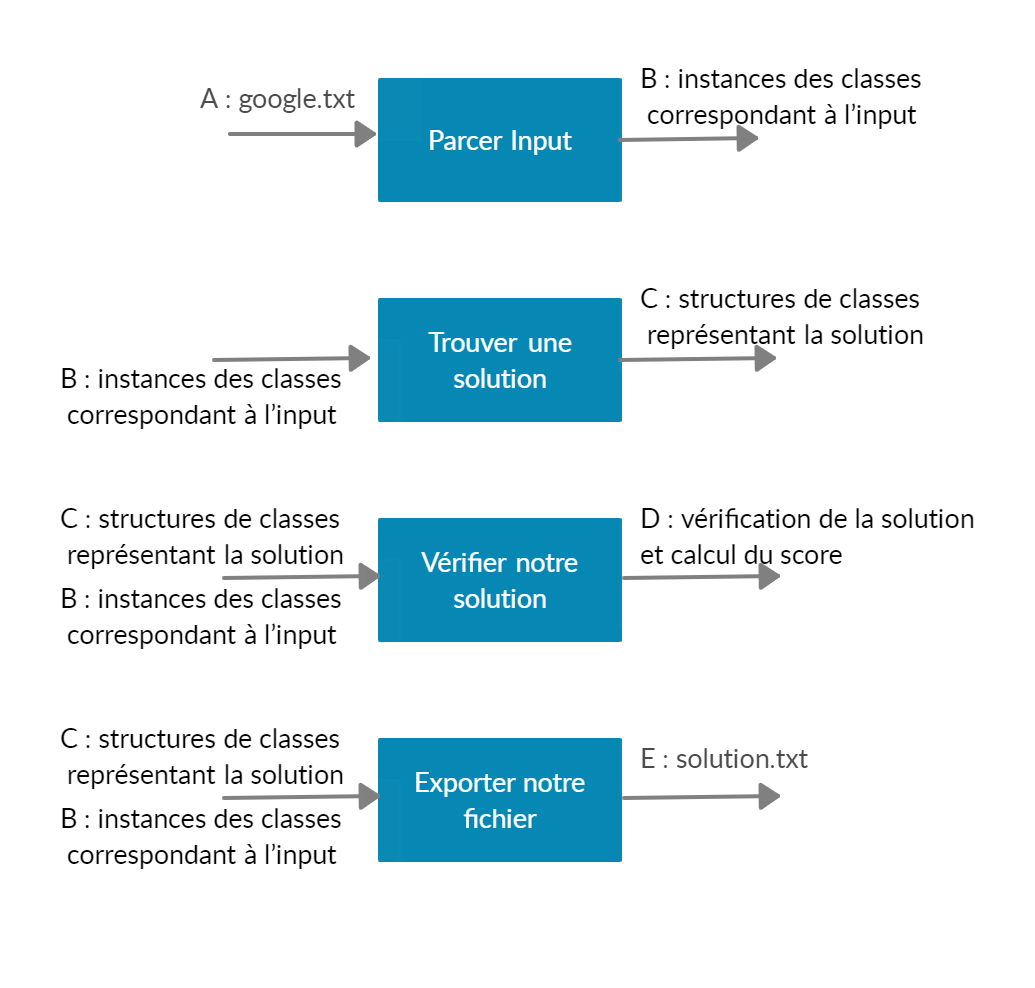 A : google.txt
Parcer Input
B : instances des classes
correspondant à l’input
B : instances des classes
correspondant à l’input
Trouver une
solution
C : structures de classes
représentant la solution
C : structures de classes
représentant la solution
B : instances des classes
correspondant à l’input
Vérifier notre
solution
D : vérification de la solution
et calcul du score
C : structures de classes
représentant la solution
B : instances des classes
correspondant à l’input
Exporter notre
fichier
E : solution.txt